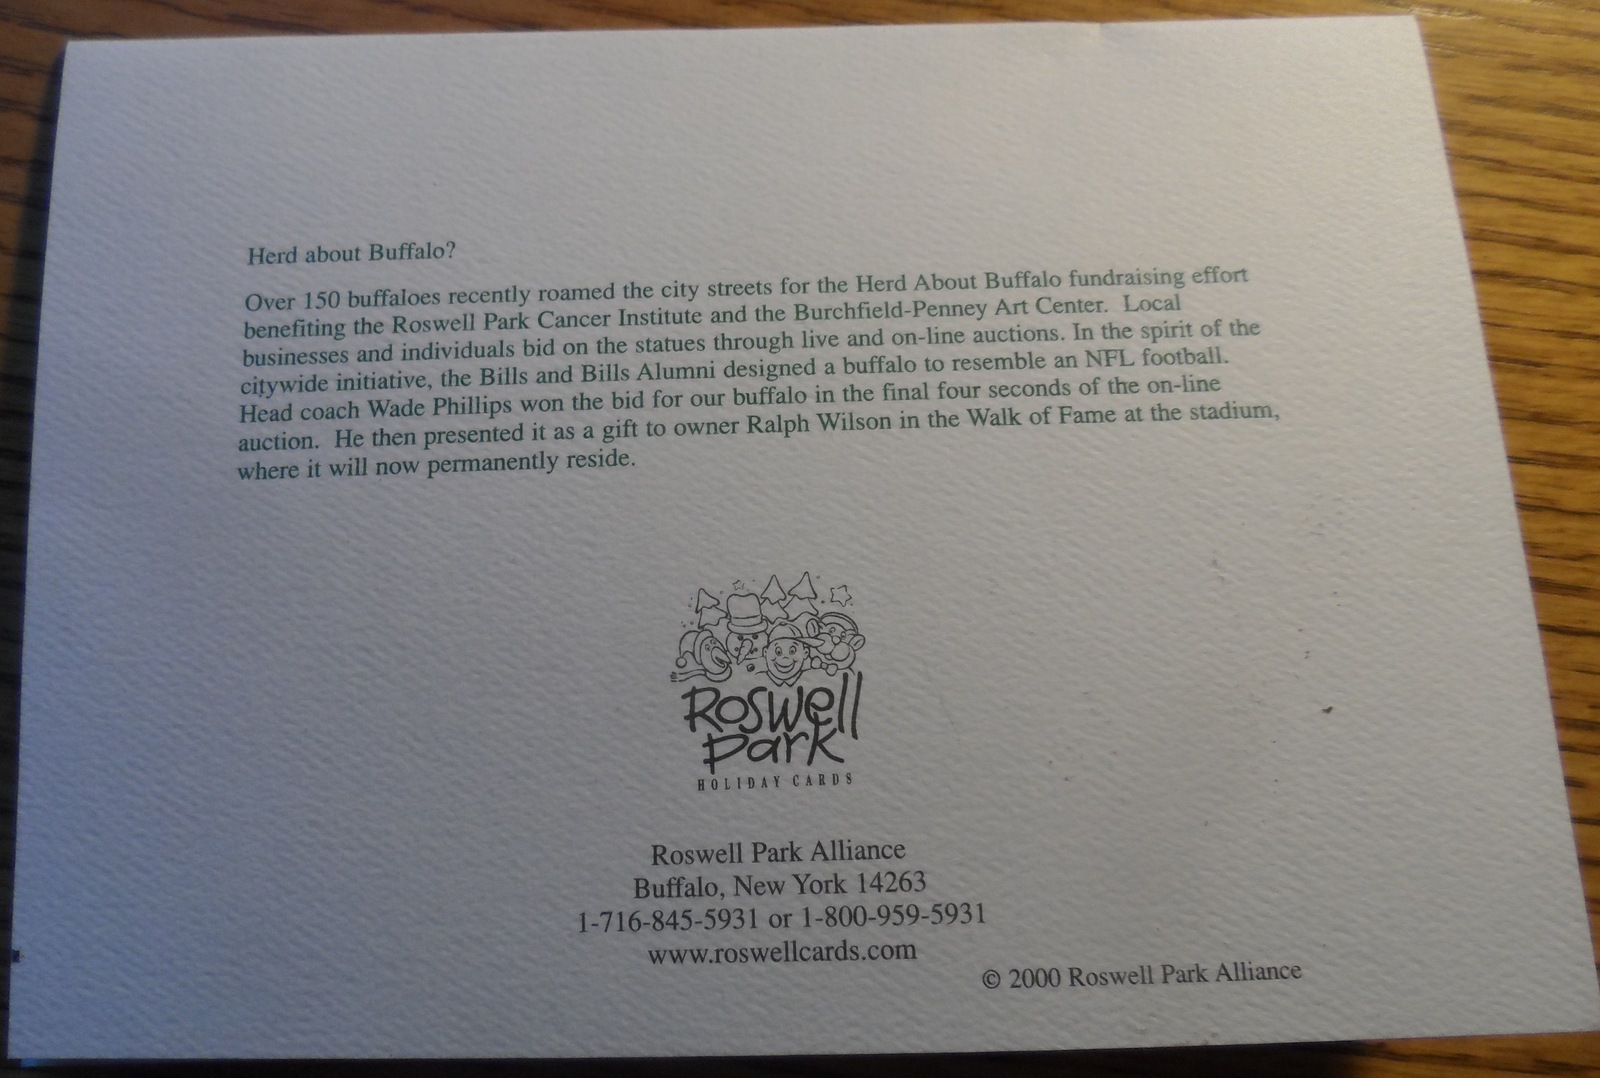 Herd about Buffalo?
Over 150 buffaloes recently roamed the city streets for the Herd About Buffalo fundraising effort
benefiting the Roswell Park Cancer Institute and the Burchfield-Penney Art Center. Local
businesses and individuals bid on the statues through live and on-line auctions. In the spirit of the
citywide initiative, the Bills and Bills Alumni designed a buffalo to resemble an NFL football.
Head coach Wade Phillips won the bid for our buffalo in the final four seconds of the on-line
auction. He then presented it as a gift to owner Ralph Wilson in the Walk of Fame at the stadium,
where it will now permanently reside.
Roswell
Park
HOLIDAY CARDS
Roswell Park Alliance
Buffalo, New York 14263
1-716-845-5931 or 1-800-959-5931
www.roswellcards.com
© 2000 Roswell Park Alliance